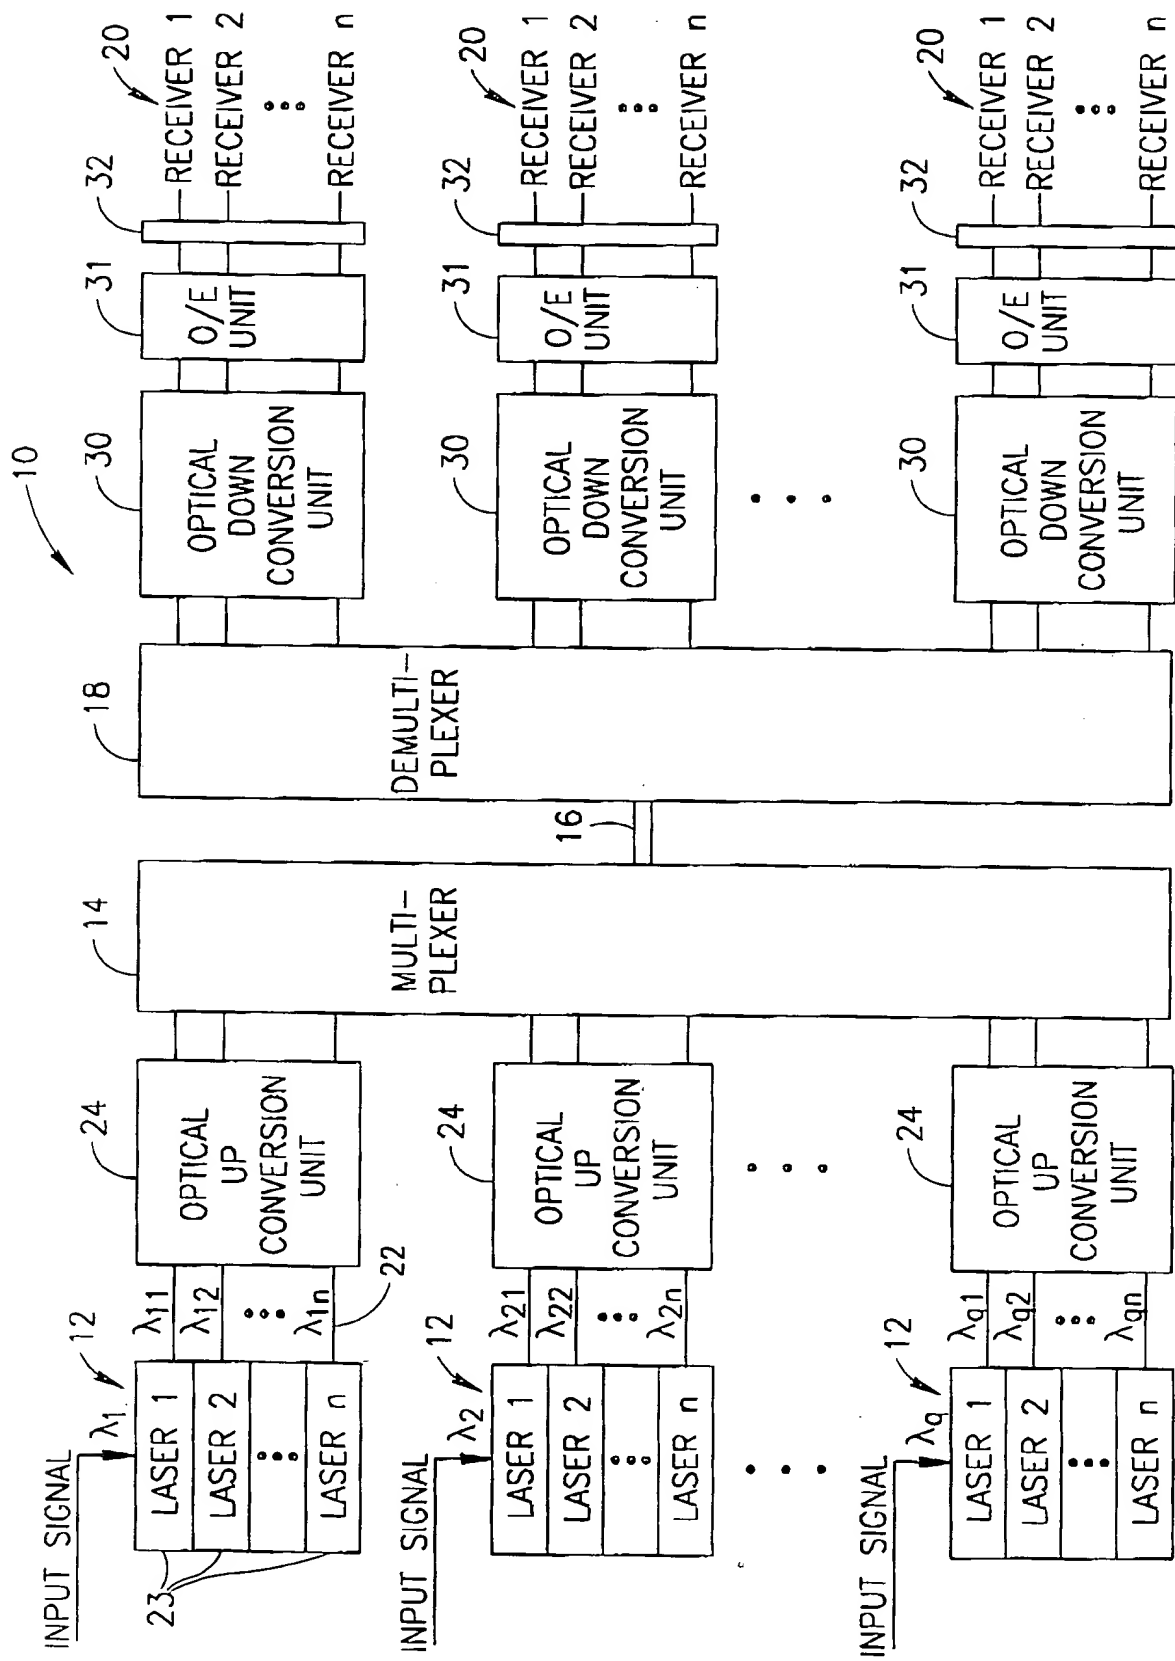 10
INPUT SIGNAL
λ1
12
23
LASER 1
LASER 2
LASER n
λ11
λ12
λ1n
22
24
OPTICAL
UP
CONVERSION
UNIT
14
MULTI-
PLEXER
16
18
DEMULTI-
PLEXER
30
OPTICAL
DOWN
CONVERSION
UNIT
31
O/E
UNIT
32
20
RECEIVER 1
RECEIVER 2
RECEIVER n
INPUT SIGNAL
λ2
12
LASER 1
LASER 2
LASER n
λ21
λ22
λ2n
24
OPTICAL
UP
CONVERSION
UNIT
30
OPTICAL
DOWN
CONVERSION
UNIT
31
O/E
UNIT
32
20
RECEIVER 1
RECEIVER 2
RECEIVER n
INPUT SIGNAL
λq
12
LASER 1
LASER 2
LASER n
λq1
λq2
λqn
24
OPTICAL
UP
CONVERSION
UNIT
30
OPTICAL
DOWN
CONVERSION
UNIT
31
O/E
UNIT
32
20
RECEIVER 1
RECEIVER 2
RECEIVER n